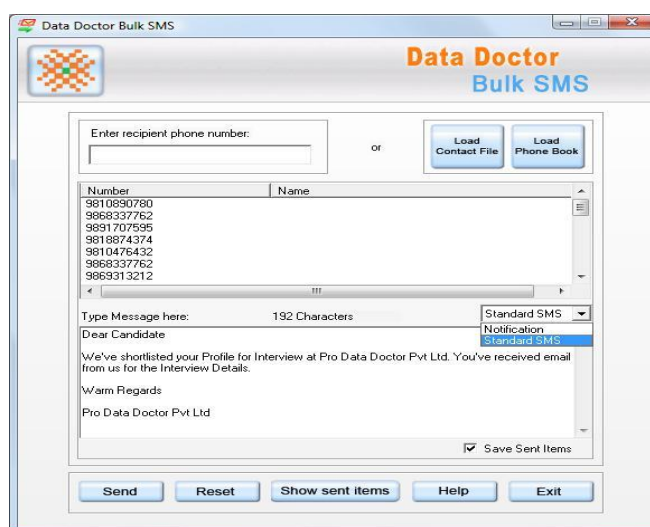 Data Doctor Bulk SMS
Data Doctor
Bulk SMS
Enter recipient phone number:
or
Load
Contact File
Load
Phone Book
Number Name
9810890780
9868337762
9891707595
9818874374
9810476432
9868337762
9869313212
Type Message here: 192 Characters Standard SMS
Notification
Standard SMS
Dear Candidate
We've shortlisted your Profile for Interview at Pro Data Doctor Pvt Ltd. You've received email
from us for the Interview Details.
Warm Regards
Pro Data Doctor Pvt Ltd
Save Sent Items
Send Reset Show sent items Help Exit